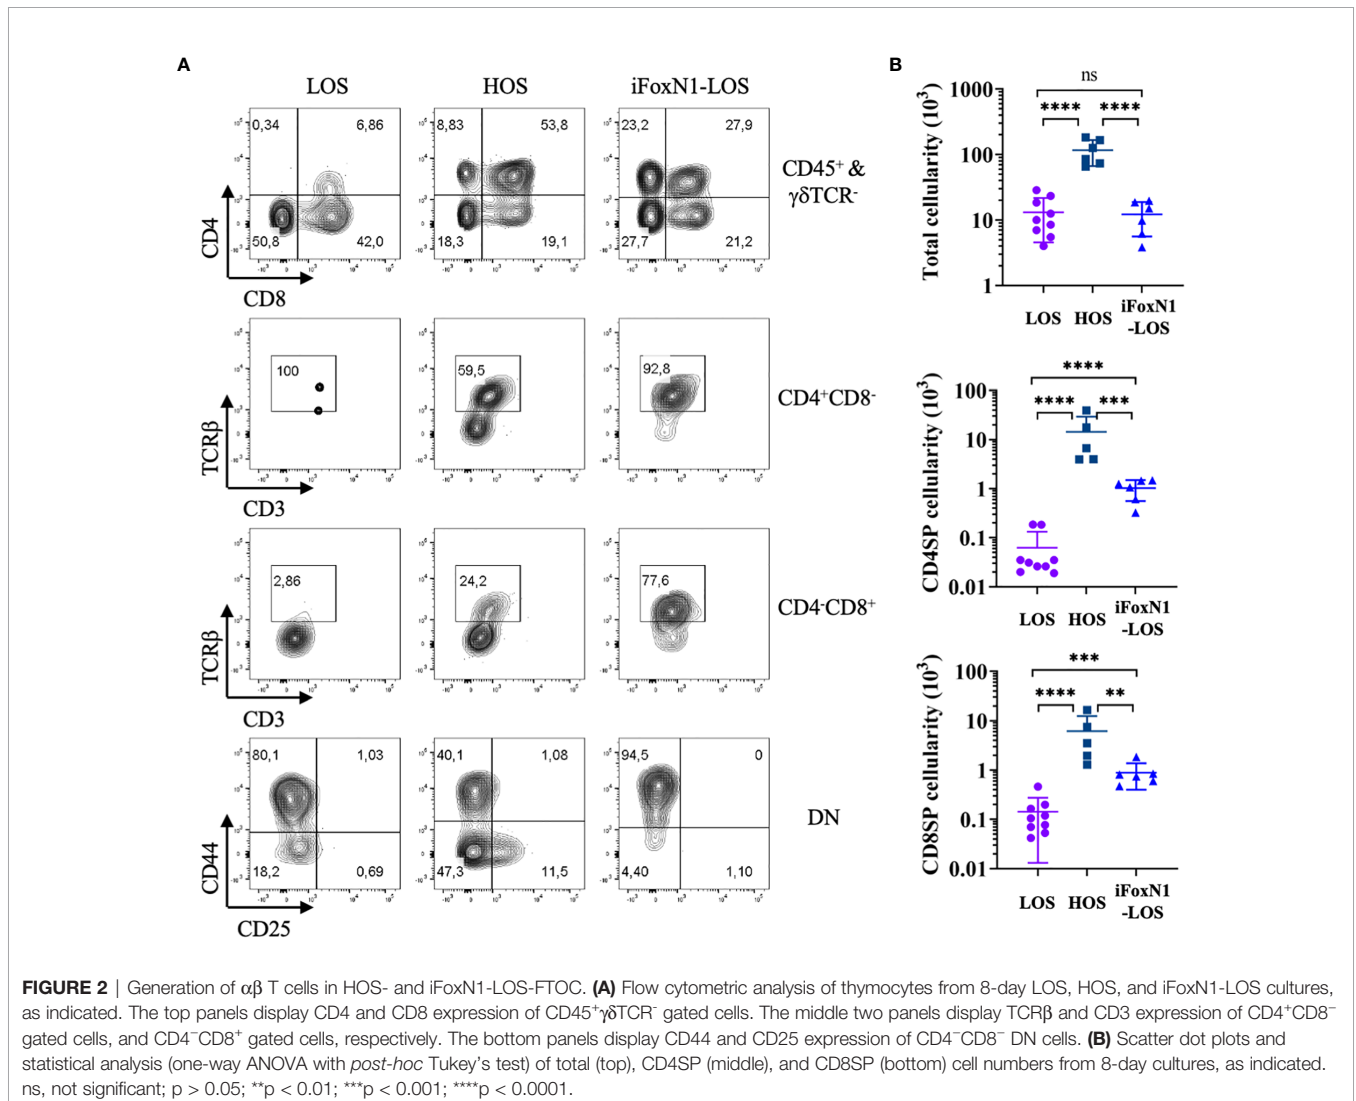 A
LOS HOS iFoxN1-LOS
0,34 6,86 8,83 53,8 23,2 27,9
50,8 42,0 18,3 19,1 27,7 21,2
CD4
CD8
CD45⁺ &
γδTCR⁻
100 59,5 92,8
TCRβ
CD3
CD4⁺CD8⁻
2,86 24,2 77,6
TCRβ
CD3
CD4⁻CD8⁺
80,1 1,03 40,1 1,08 94,5 0
18,2 0,69 47,3 11,5 4,40 1,10
CD44
CD25
DN
B
Total cellularity (10³)
1000
100
10
1
ns
**** ****
LOS HOS iFoxN1
-LOS
CD4SP cellularity (10³)
100
10
1
0.1
0.01
****
**** ***
LOS HOS iFoxN1
-LOS
CD8SP cellularity (10³)
100
10
1
0.1
0.01
***
**** **
LOS HOS iFoxN1
-LOS
FIGURE 2 | Generation of αβ T cells in HOS- and iFoxN1-LOS-FTOC. (A) Flow cytometric analysis of thymocytes from 8-day LOS, HOS, and iFoxN1-LOS cultures,
as indicated. The top panels display CD4 and CD8 expression of CD45⁺γδTCR⁻ gated cells. The middle two panels display TCRβ and CD3 expression of CD4⁺CD8⁻
gated cells, and CD4⁻CD8⁺ gated cells, respectively. The bottom panels display CD44 and CD25 expression of CD4⁻CD8⁻ DN cells. (B) Scatter dot plots and
statistical analysis (one-way ANOVA with post-hoc Tukey's test) of total (top), CD4SP (middle), and CD8SP (bottom) cell numbers from 8-day cultures, as indicated.
ns, not significant; p > 0.05; **p < 0.01; ***p < 0.001; ****p < 0.0001.